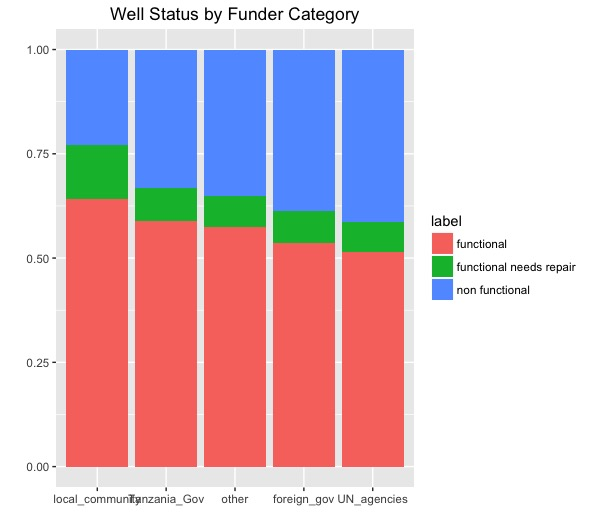 Well Status by Funder Category
1.00
0.75
0.50
0.25
0.00
local_community Tanzania_Gov other foreign_gov UN_agencies
label
functional
functional needs repair
non functional